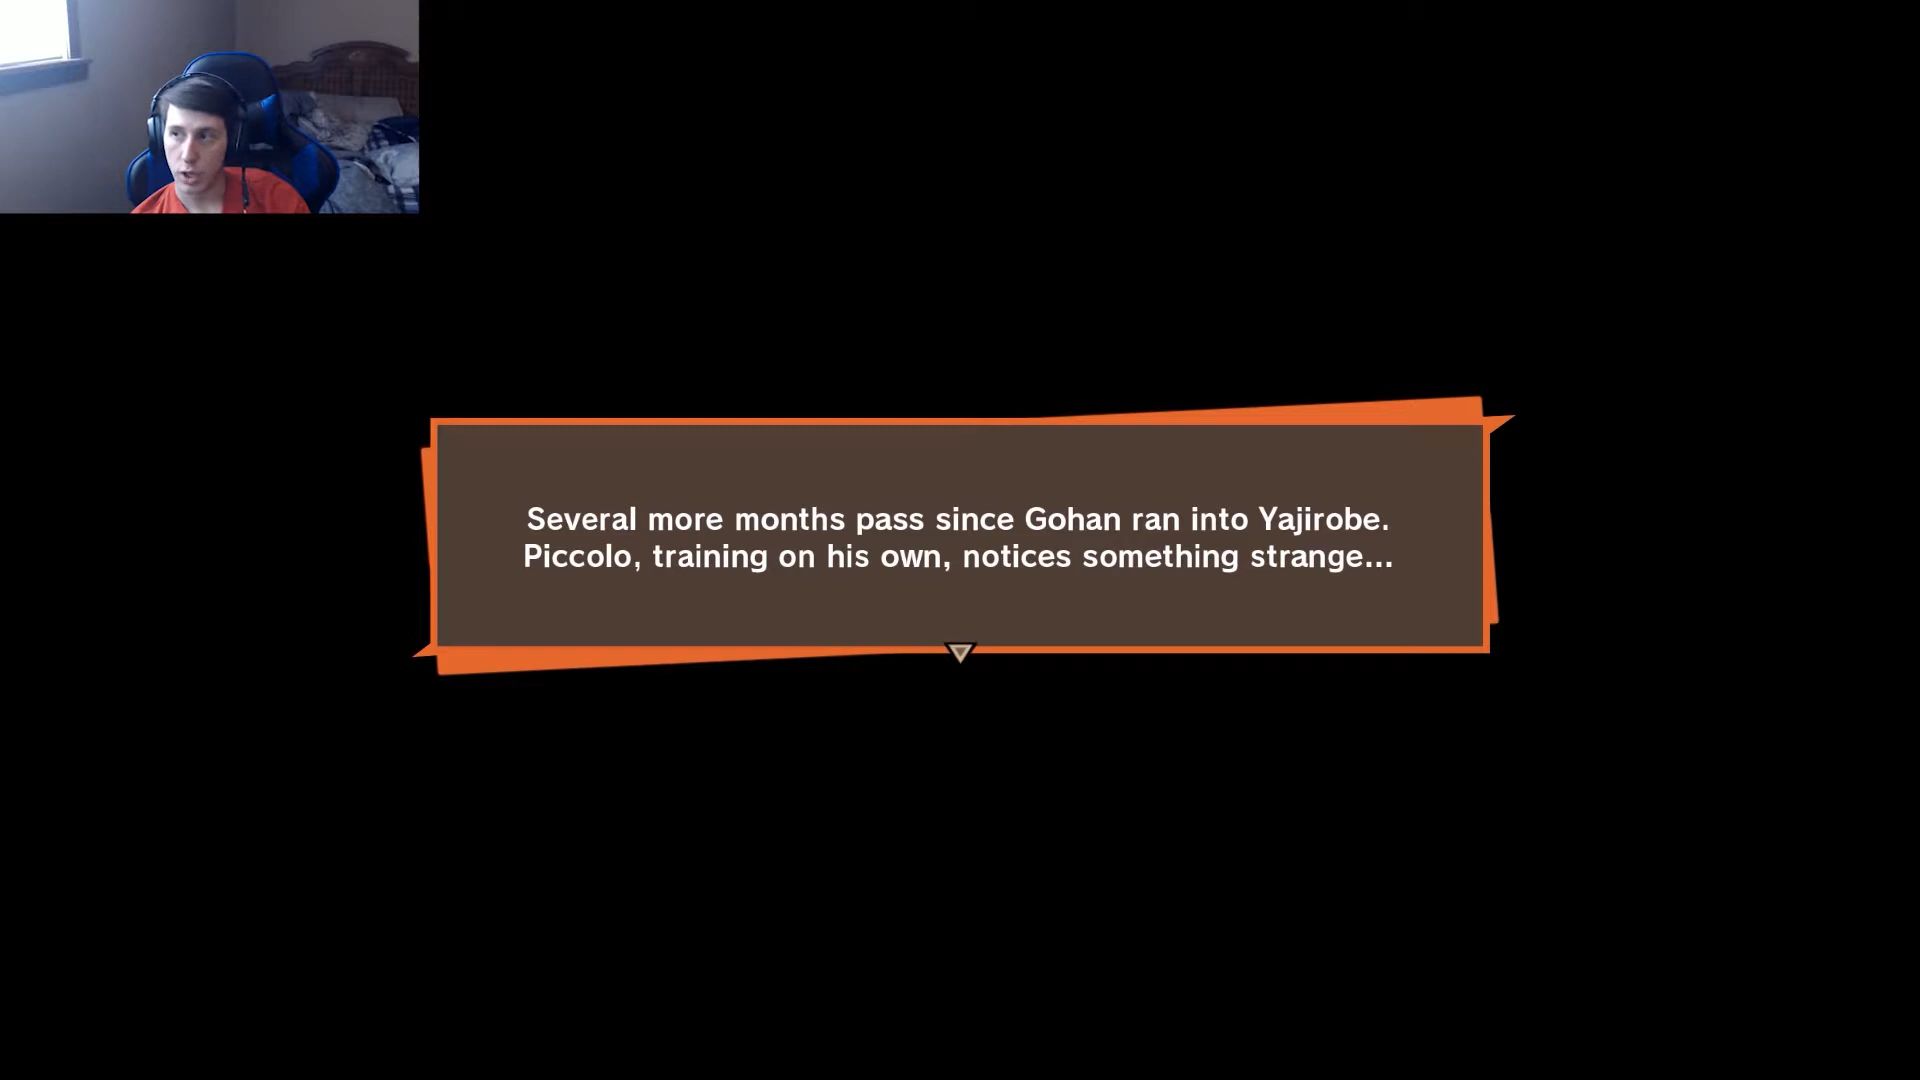 Several more months pass since Gohan ran into Yajirobe.
Piccolo, training on his own, notices something strange...